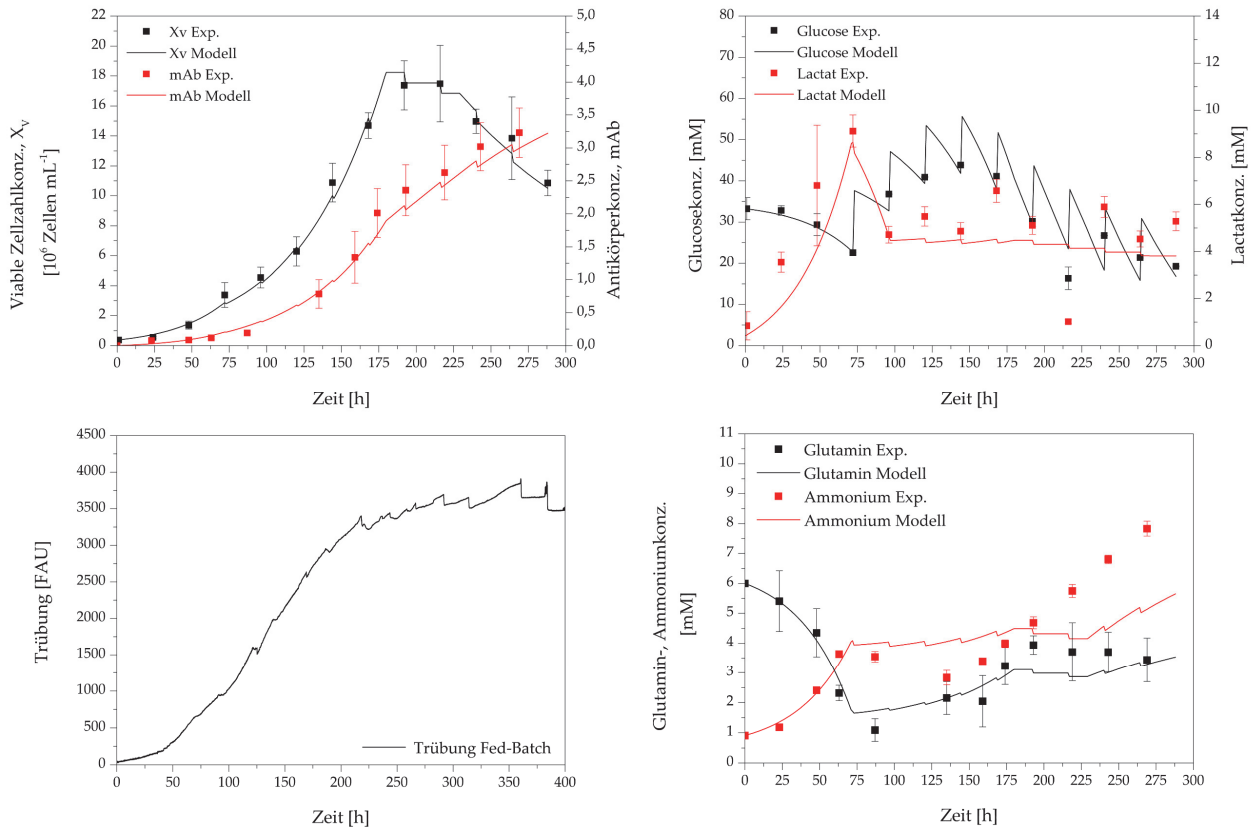 Xv Exp.
Xv Modell
mAb Exp.
mAb Modell
Viable Zellzahlkonz., X_V
[10⁶ Zellen mL⁻¹]
22
20
18
16
14
12
10
8
6
4
2
0
5,0
4,5
4,0
3,5
3,0
2,5
2,0
1,5
1,0
0,5
0,0
Antikörperkonz., mAb
0 25 50 75 100 125 150 175 200 225 250 275 300
Zeit [h]
Glucose Exp.
Glucose Modell
Lactat Exp.
Lactat Modell
Glucosekonz. [mM]
80
70
60
50
40
30
20
10
0
14
12
10
8
6
4
2
0
Lactatkonz. [mM]
0 25 50 75 100 125 150 175 200 225 250 275 300
Zeit [h]
Trübung [FAU]
4500
4000
3500
3000
2500
2000
1500
1000
500
0
Trübung Fed-Batch
0 50 100 150 200 250 300 350 400
Zeit [h]
Glutamin Exp.
Glutamin Modell
Ammonium Exp.
Ammonium Modell
Glutamin-, Ammoniumkonz.
[mM]
11
10
9
8
7
6
5
4
3
2
1
0
0 25 50 75 100 125 150 175 200 225 250 275 300
Zeit [h]